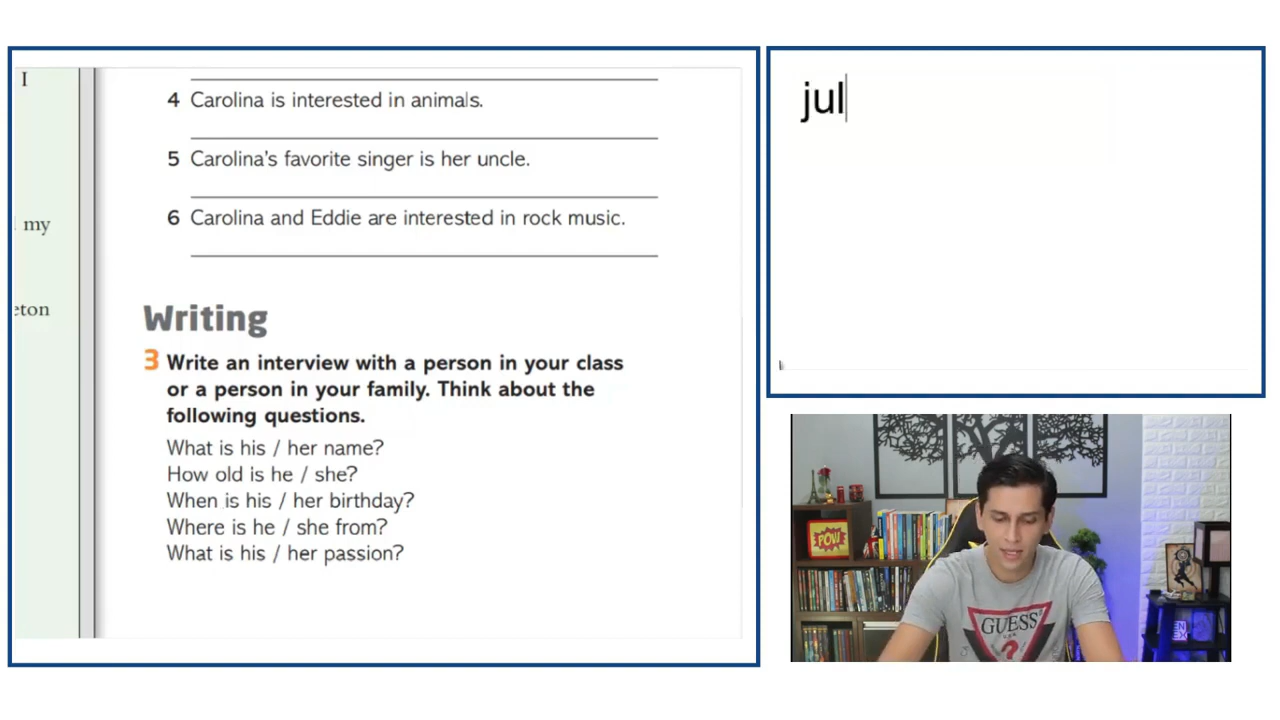 I
my
eton
4 Carolina is interested in animals.
5 Carolina's favorite singer is her uncle.
6 Carolina and Eddie are interested in rock music.
Writing
3 Write an interview with a person in your class
or a person in your family. Think about the
following questions.
What is his / her name?
How old is he / she?
When is his / her birthday?
Where is he / she from?
What is his / her passion?
jul
POW
GUESS
?